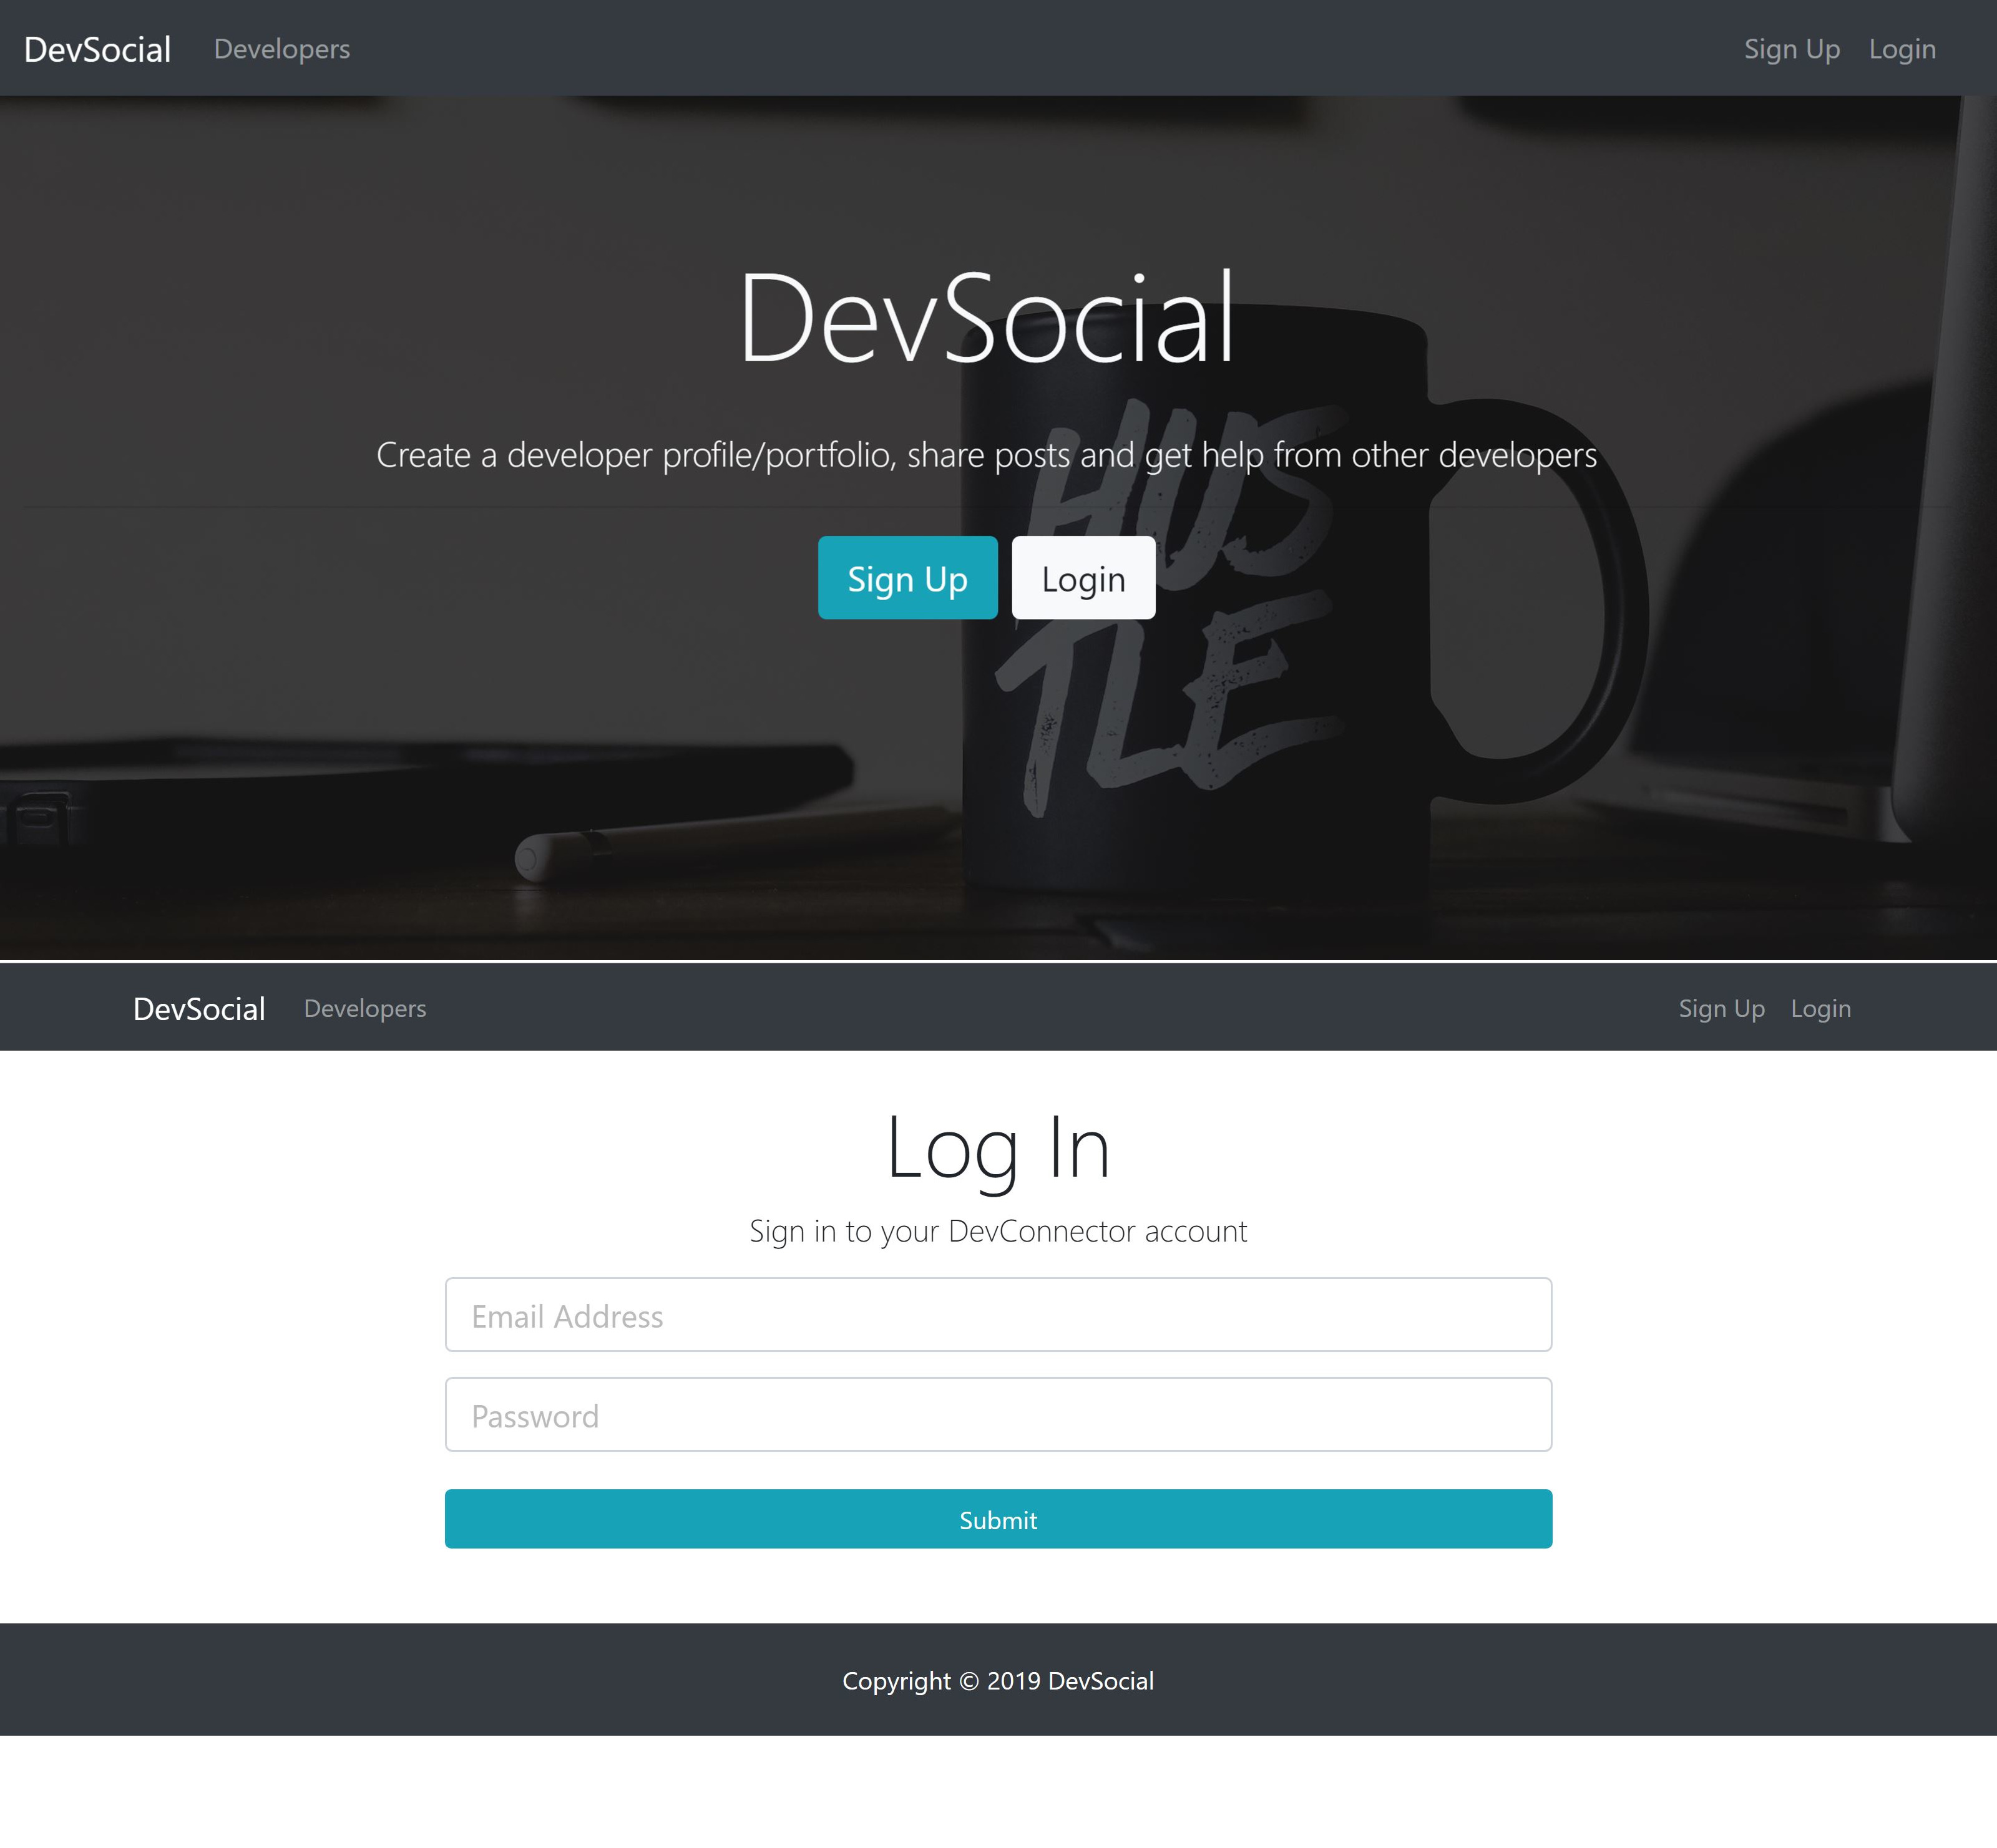 DevSocial Developers Sign Up Login
DevSocial
Create a developer profile/portfolio, share posts and get help from other developers
Sign Up Login
HUS
TLE
DevSocial Developers Sign Up Login
Log In
Sign in to your DevConnector account
Email Address
Password
Submit
Copyright © 2019 DevSocial